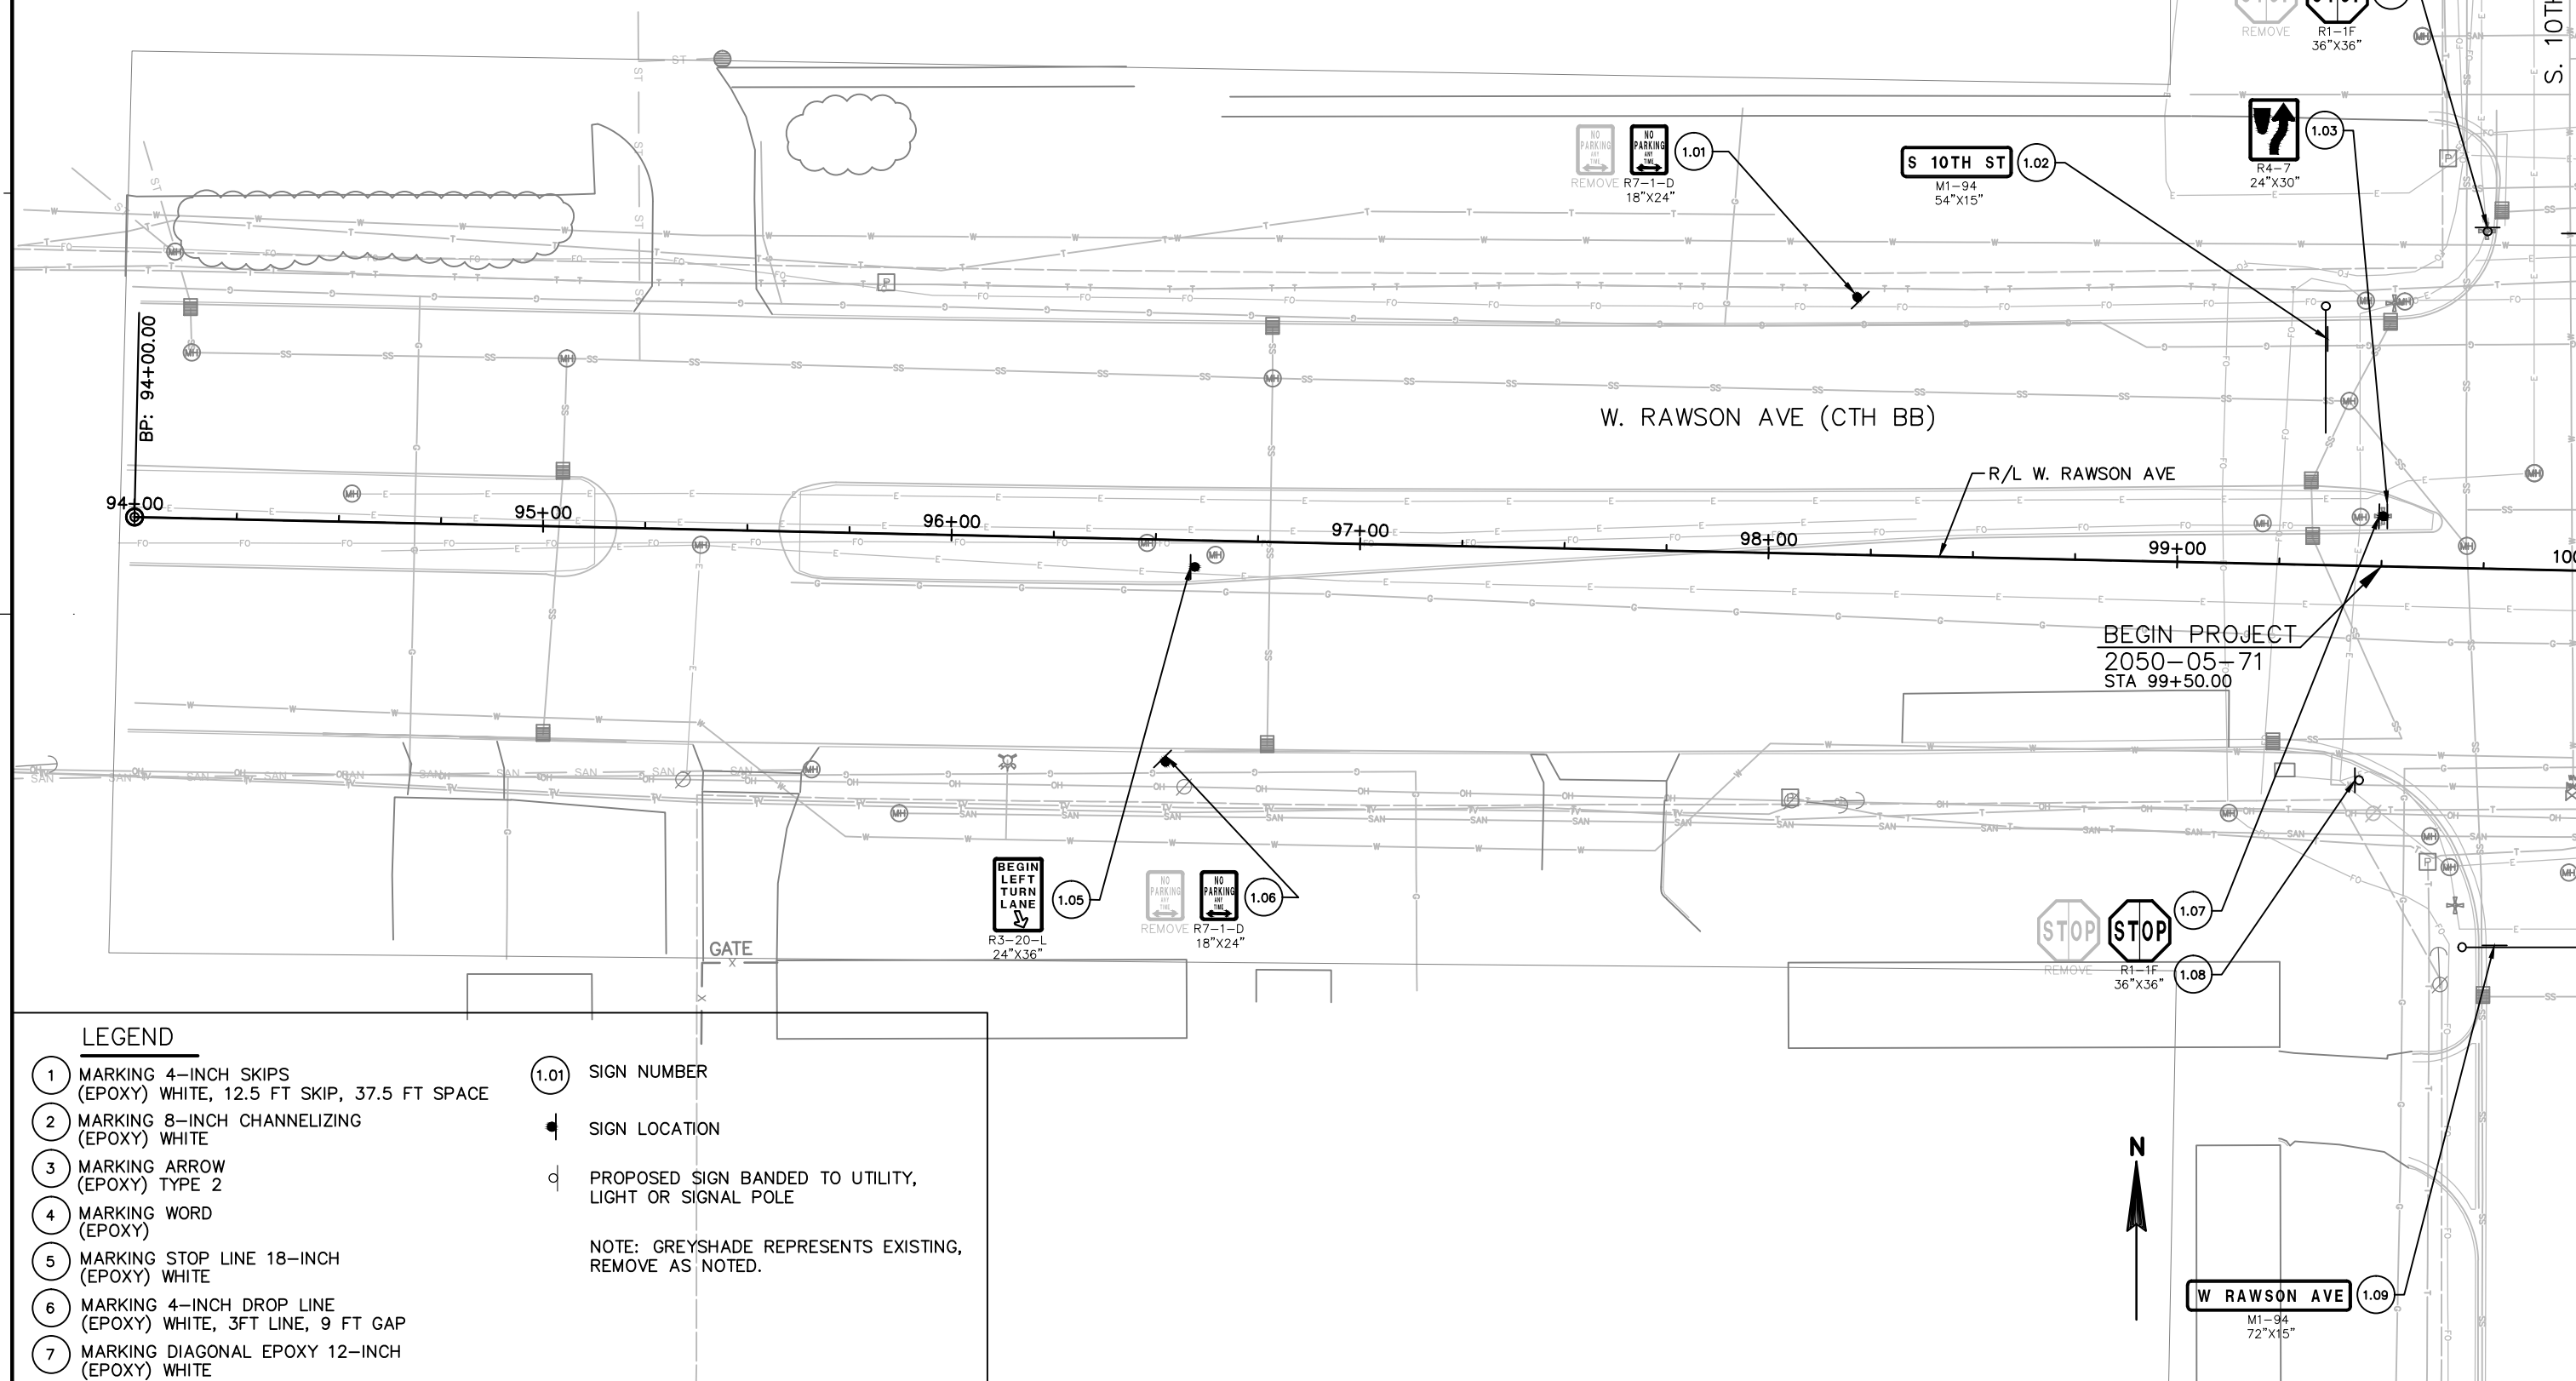 REMOVE
R1-1F
36"X36"
S. 10TH
NO
PARKING
ANY
TIME
REMOVE
NO
PARKING
ANY
TIME
R7-1-D
18"X24"
1.01
S 10TH ST
M1-94
54"X15"
1.02
R4-7
24"X30"
1.03
BP: 94+00.00
W. RAWSON AVE (CTH BB)
R/L W. RAWSON AVE
94+00
95+00
96+00
97+00
98+00
99+00
BEGIN PROJECT
2050-05-71
STA 99+50.00
BEGIN
LEFT
TURN
LANE
R3-20-L
24"X36"
1.05
NO
PARKING
ANY
TIME
REMOVE
NO
PARKING
ANY
TIME
R7-1-D
18"X24"
1.06
STOP
REMOVE
STOP
R1-1F
36"X36"
1.07
1.08
GATE
N
W RAWSON AVE
M1-94
72"X15"
1.09
LEGEND
1 MARKING 4-INCH SKIPS
(EPOXY) WHITE, 12.5 FT SKIP, 37.5 FT SPACE
2 MARKING 8-INCH CHANNELIZING
(EPOXY) WHITE
3 MARKING ARROW
(EPOXY) TYPE 2
4 MARKING WORD
(EPOXY)
5 MARKING STOP LINE 18-INCH
(EPOXY) WHITE
6 MARKING 4-INCH DROP LINE
(EPOXY) WHITE, 3FT LINE, 9 FT GAP
7 MARKING DIAGONAL EPOXY 12-INCH
(EPOXY) WHITE
1.01 SIGN NUMBER
SIGN LOCATION
PROPOSED SIGN BANDED TO UTILITY,
LIGHT OR SIGNAL POLE
NOTE: GREYSHADE REPRESENTS EXISTING,
REMOVE AS NOTED.